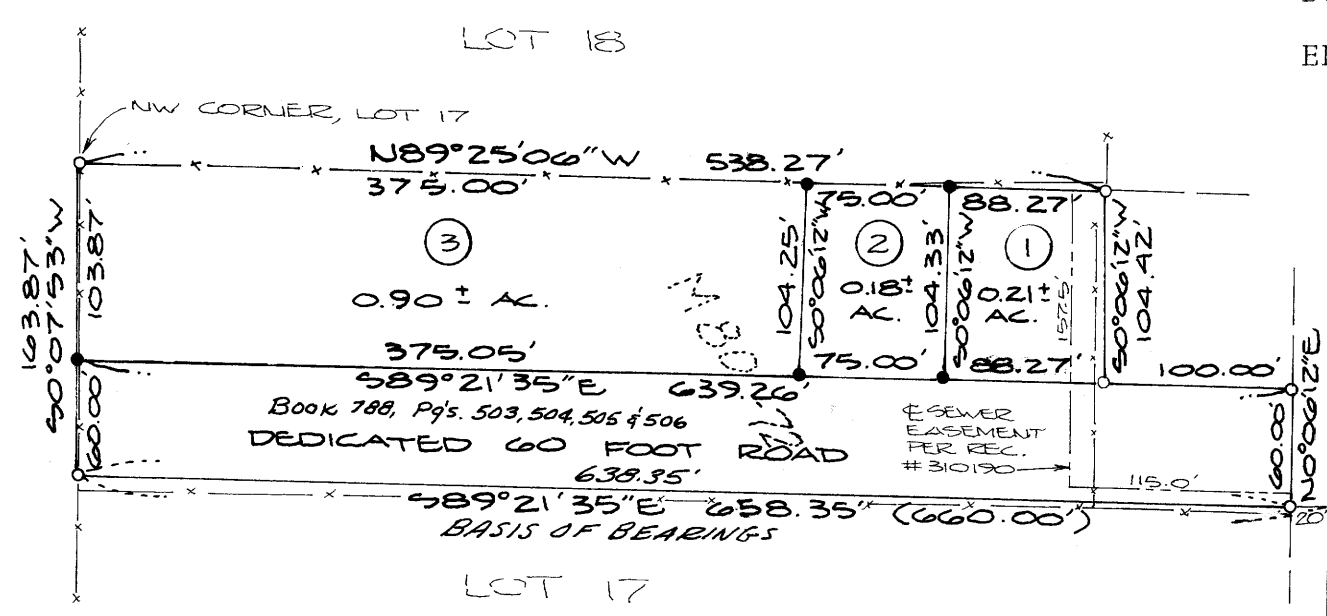 LOT 18
EI
NW CORNER, LOT 17
N89°25'06"W 538.27'
375.00' 75.00' 88.27'
163.87'
S0°07'53"W
103.87'
60.00'
3
0.90 ± AC.
104.25'
S0°06'12"W
2
0.18±
AC.
104.33'
S0°06'12"W
1
0.21±
AC.
157.5'
S0°06'12"W
104.42'
375.05' 75.00' 88.27' 100.00'
S89°21'35"E 639.26'
Book 788, Pg's. 503, 504, 505 & 506
DEDICATED 60 FOOT ROAD
℄ SEWER
EASEMENT
PER REC.
#310190
60.00'
N0°06'12"E
638.35'
115.0'
S89°21'35"E 658.35' (660.00')
20'
BASIS OF BEARINGS
LOT 17